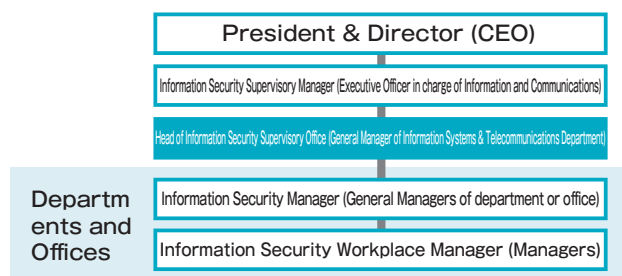 President & Director (CEO)
Information Security Supervisory Manager (Executive Officer in charge of Information and Communications)
Head of Information Security Supervisory Office (General Manager of Information Systems & Telecommunications Department)
Departm
ents and
Offices
Information Security Manager (General Managers of department or office)
Information Security Workplace Manager (Managers)